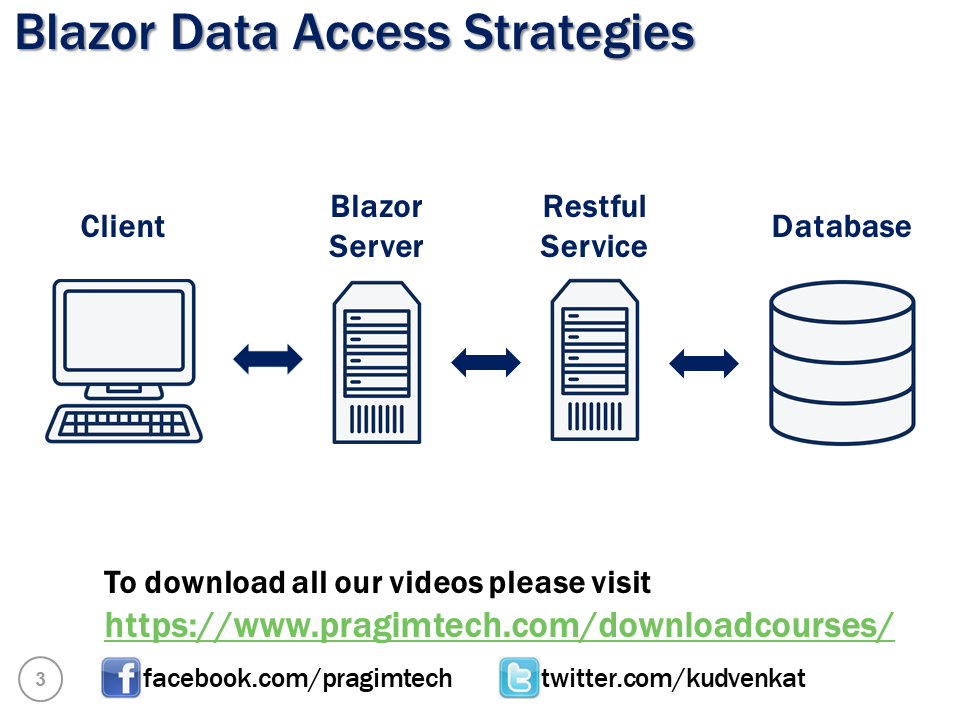 Blazor Data Access Strategies
Client
Blazor
Server
Restful
Service
Database
To download all our videos please visit
https://www.pragimtech.com/downloadcourses/
3
facebook.com/pragimtech
twitter.com/kudvenkat